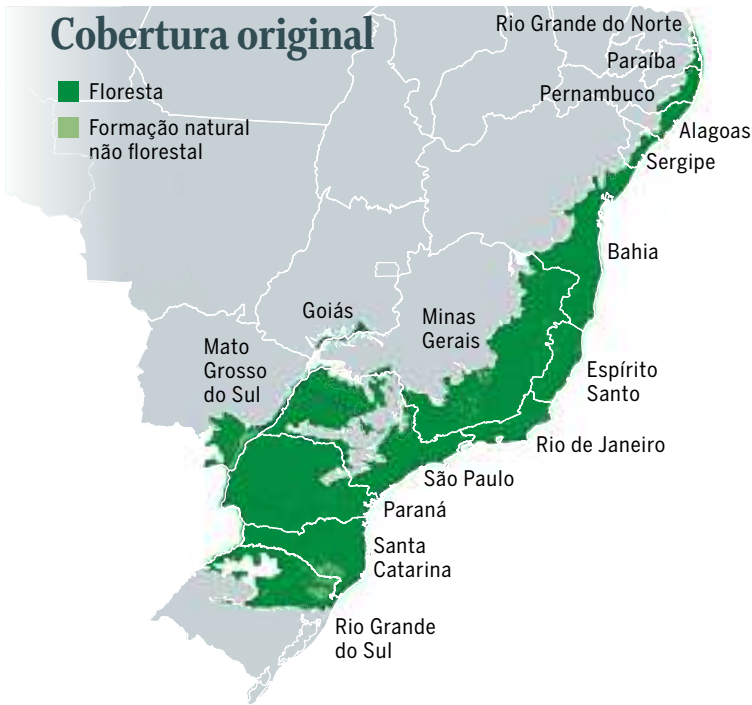 Cobertura original
Floresta
Formação natural
não florestal
Rio Grande do Norte
Paraíba
Pernambuco
Alagoas
Sergipe
Bahia
Goiás
Minas
Gerais
Mato
Grosso
do Sul
Espírito
Santo
Rio de Janeiro
São Paulo
Paraná
Santa
Catarina
Rio Grande
do Sul